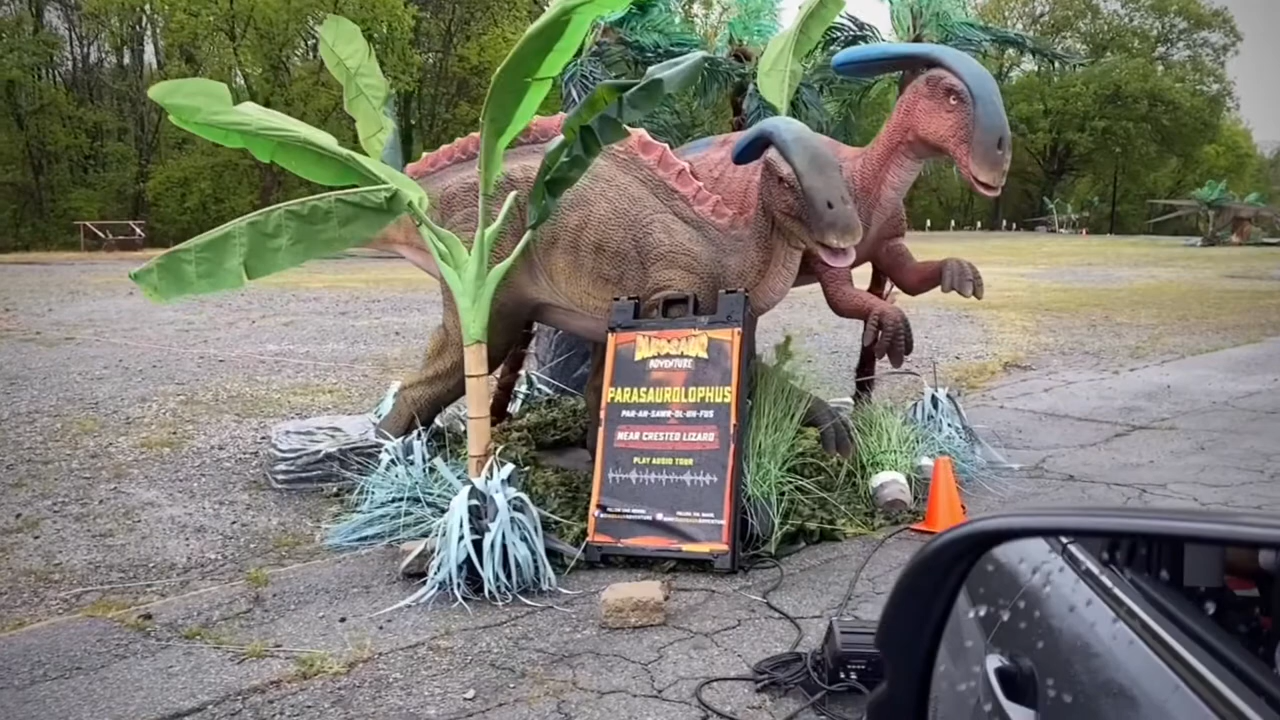 DINOSAUR
ADVENTURE
PARASAUROLOPHUS
PAR-AH-SAWR-OL-UH-FUS
NEAR CRESTED LIZARD
PLAY AUDIO TOUR